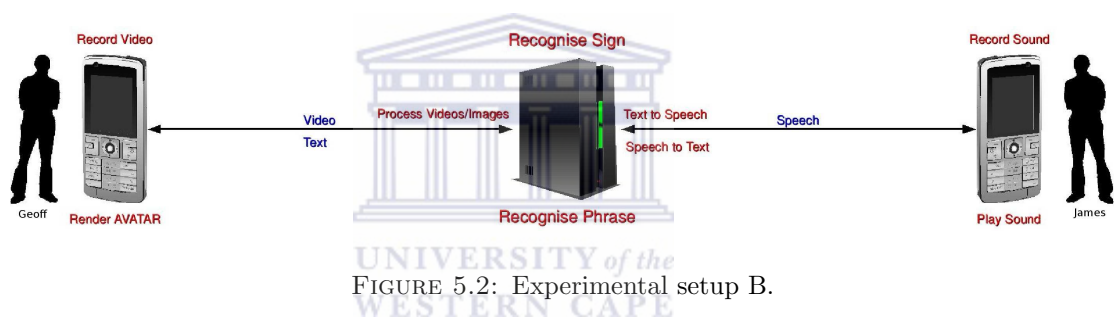 Record Video
Recognise Sign
Record Sound
Video
Process Videos/Images
Text to Speech
Speech
Text
Speech to Text
Geoff
Render AVATAR
Recognise Phrase
Play Sound
James
UNIVERSITY of the
FIGURE 5.2: Experimental setup B.
WESTERN CAPE